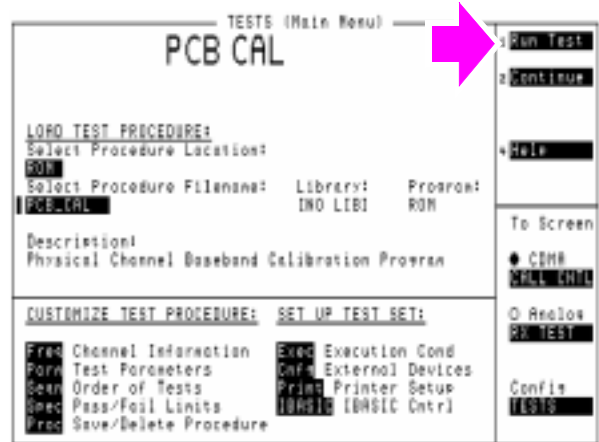 TESTS (Main Menu)
PCB CAL
LOAD TEST PROCEDURE:
Select Procedure Location:
ROM
Select Procedure Filename: Library: Program:
PCB_CAL [NO LIB] ROM
Description:
Physical Channel Baseband Calibration Program
CUSTOMIZE TEST PROCEDURE:
Freq Channel Information
Parm Test Parameters
Seqn Order of Tests
Spec Pass/Fail Limits
Proc Save/Delete Procedure
SET UP TEST SET:
Exec Execution Cond
Cnfg External Devices
Print Printer Setup
IBASIC IBASIC Cntrl
1 Run Test
2 Continue
4 Help
To Screen
CDMA
CALL CNTL
Analog
RX TEST
Config
TESTS